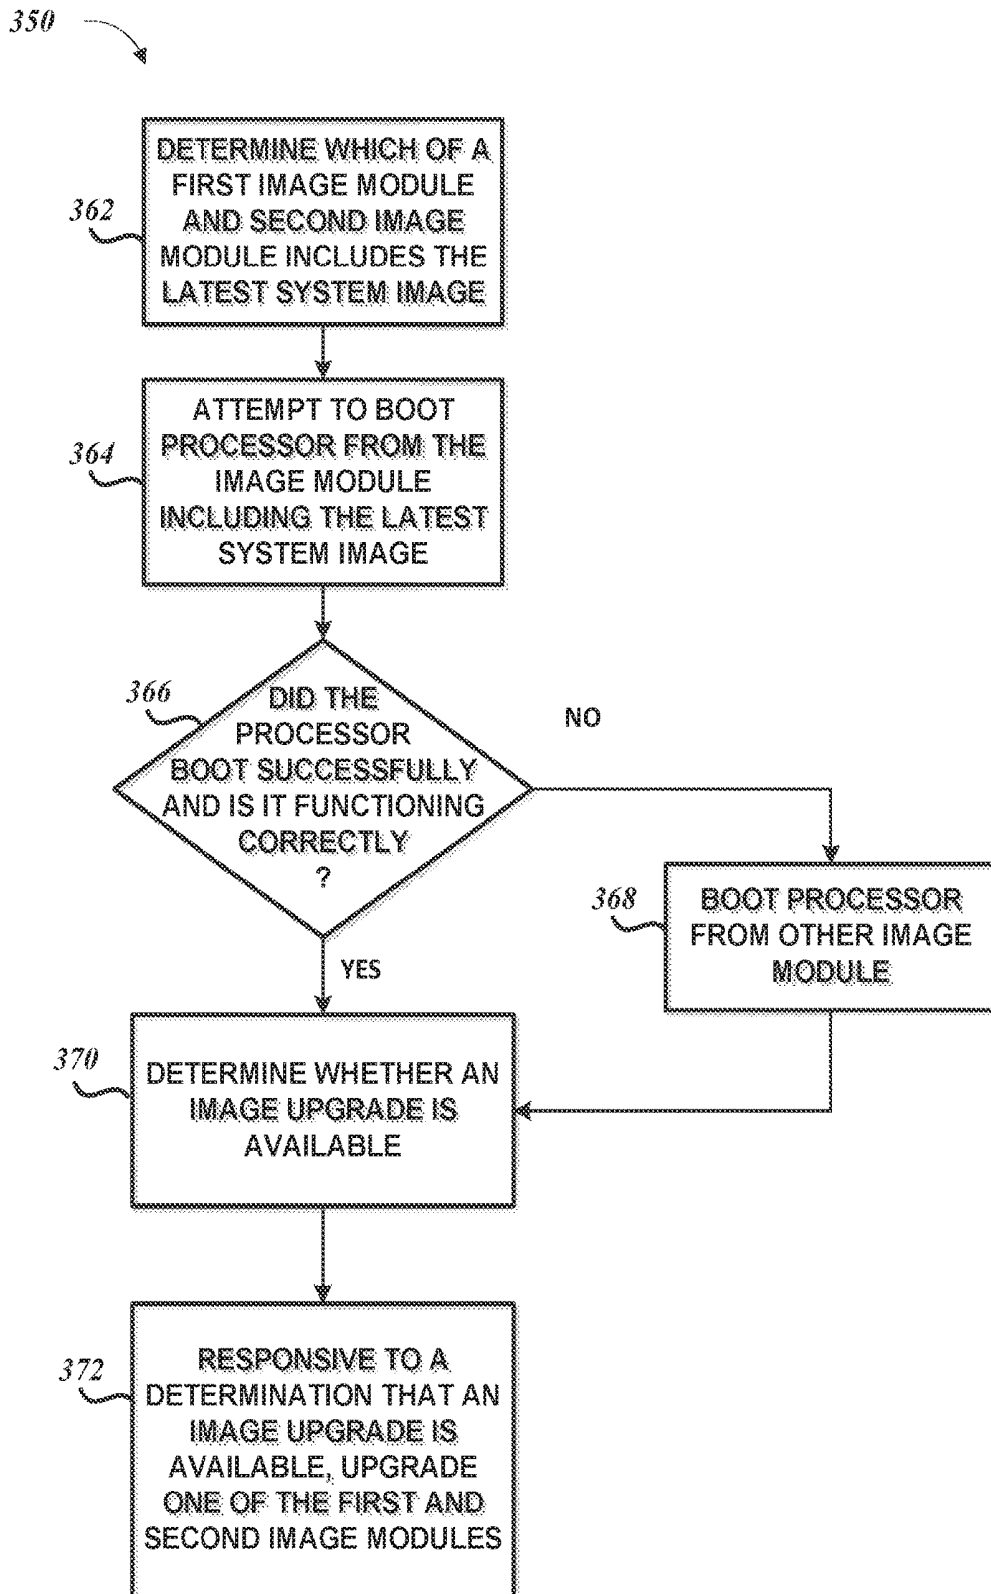 350
DETERMINE WHICH OF A
FIRST IMAGE MODULE
AND SECOND IMAGE
MODULE INCLUDES THE
LATEST SYSTEM IMAGE
362
ATTEMPT TO BOOT
PROCESSOR FROM THE
IMAGE MODULE
INCLUDING THE LATEST
SYSTEM IMAGE
364
366
DID THE
PROCESSOR
BOOT SUCCESSFULLY
AND IS IT FUNCTIONING
CORRECTLY
?
NO
368
BOOT PROCESSOR
FROM OTHER IMAGE
MODULE
YES
370
DETERMINE WHETHER AN
IMAGE UPGRADE IS
AVAILABLE
372
RESPONSIVE TO A
DETERMINATION THAT AN
IMAGE UPGRADE IS
AVAILABLE, UPGRADE
ONE OF THE FIRST AND
SECOND IMAGE MODULES